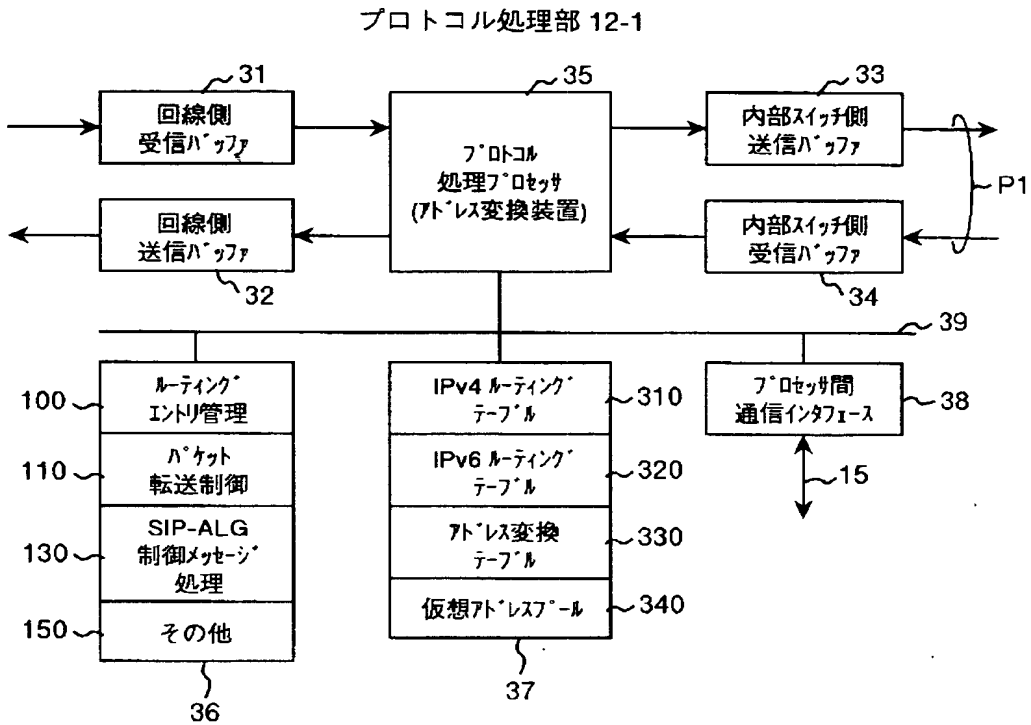 プロトコル処理部 12-1
31
35
33
回線側
受信バッファ
プロトコル
処理プロセッサ
(アドレス変換装置)
内部スイッチ側
送信バッファ
P1
回線側
送信バッファ
内部スイッチ側
受信バッファ
32
34
39
100
ルーティング
エントリ管理
IPv4 ルーティング
テーブル
310
プロセッサ間
通信インタフェース
38
110
パケット
転送制御
IPv6 ルーティング
テーブル
320
15
130
SIP-ALG
制御メッセージ
処理
アドレス変換
テーブル
330
150
その他
仮想アドレスプール
340
36
37